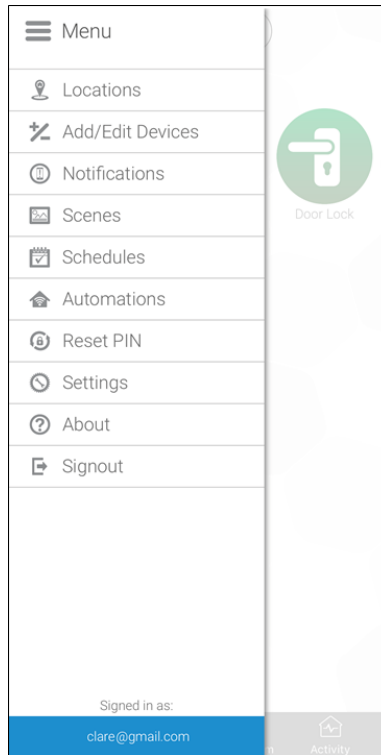 Menu
Locations
Add/Edit Devices
Notifications
Scenes
Schedules
Automations
Reset PIN
Settings
About
Signout
Door Lock
Signed in as:
clare@gmail.com
Activity